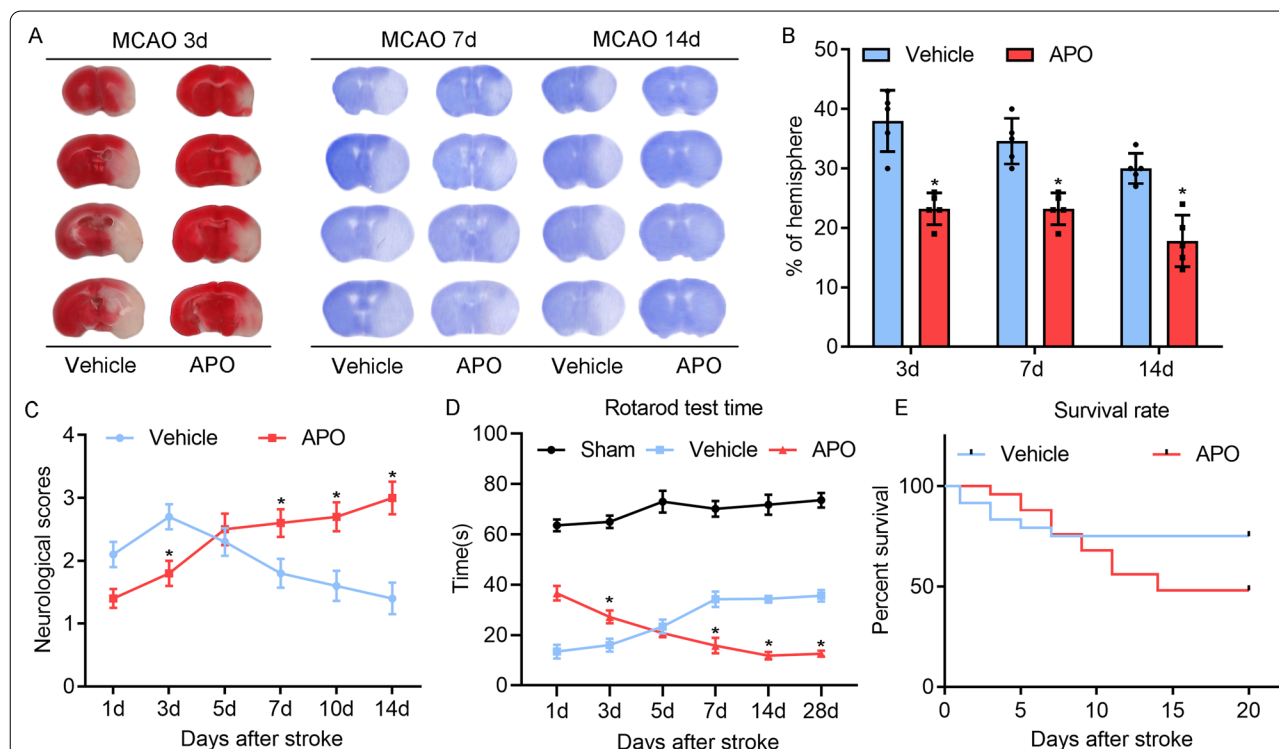 A
MCAO 3d
MCAO 7d
MCAO 14d
Vehicle
APO
Vehicle
APO
Vehicle
APO
B
Vehicle
APO
% of hemisphere
50
40
30
20
10
0
*
*
*
3d
7d
14d
C
Vehicle
APO
Neurological scores
4
3
2
1
0
*
*
*
*
1d
3d
5d
7d
10d
14d
Days after stroke
D
Rotarod test time
Sham
Vehicle
APO
Time(s)
100
80
60
40
20
0
*
*
*
*
1d
3d
5d
7d
14d
28d
Days after stroke
E
Survival rate
Vehicle
APO
Percent survival
100
50
0
0
5
10
15
20
Days after stroke